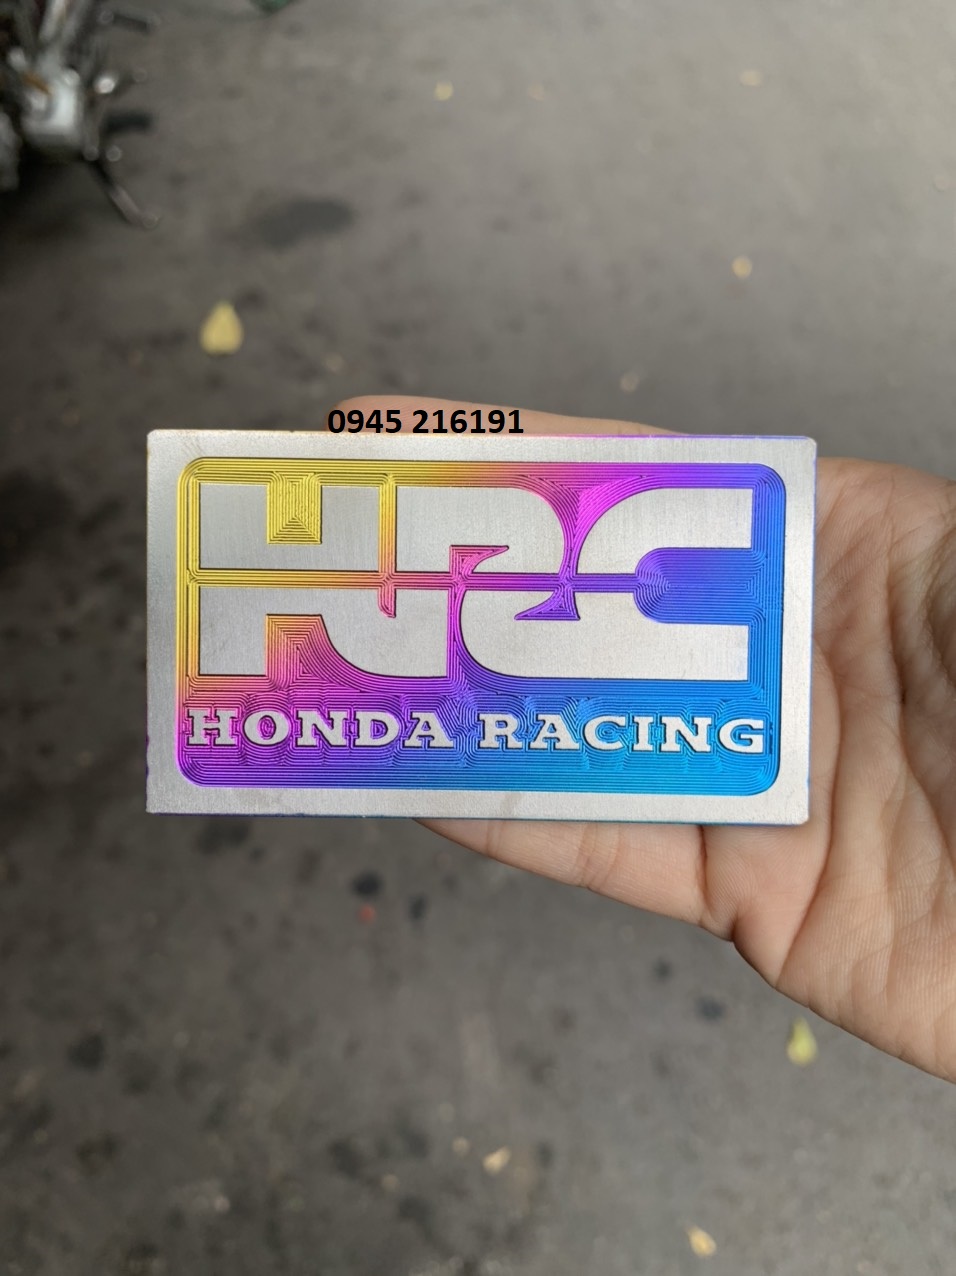 0945 216191
HRC
HONDA RACING